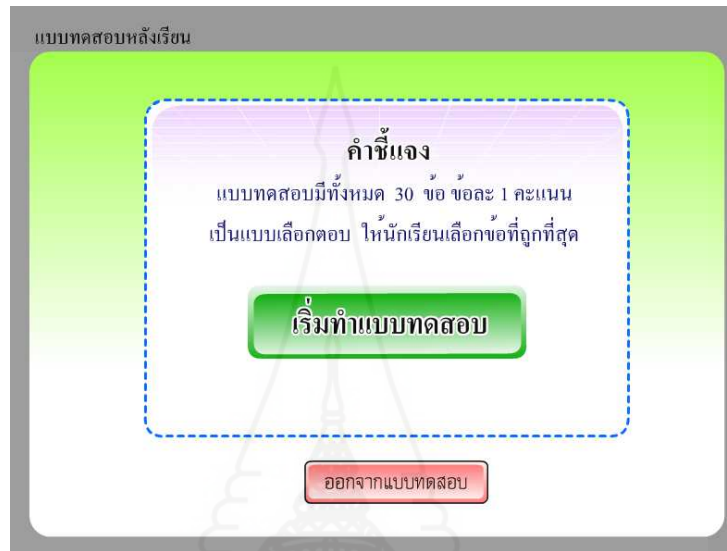 แบบทดสอบหลังเรียน
คำชี้แจง
แบบทดสอบมีทั้งหมด 30 ข้อ ข้อละ 1 คะแนน
เป็นแบบเลือกตอบ ให้นักเรียนเลือกข้อที่ถูกที่สุด
เริ่มทำแบบทดสอบ
ออกจากแบบทดสอบ